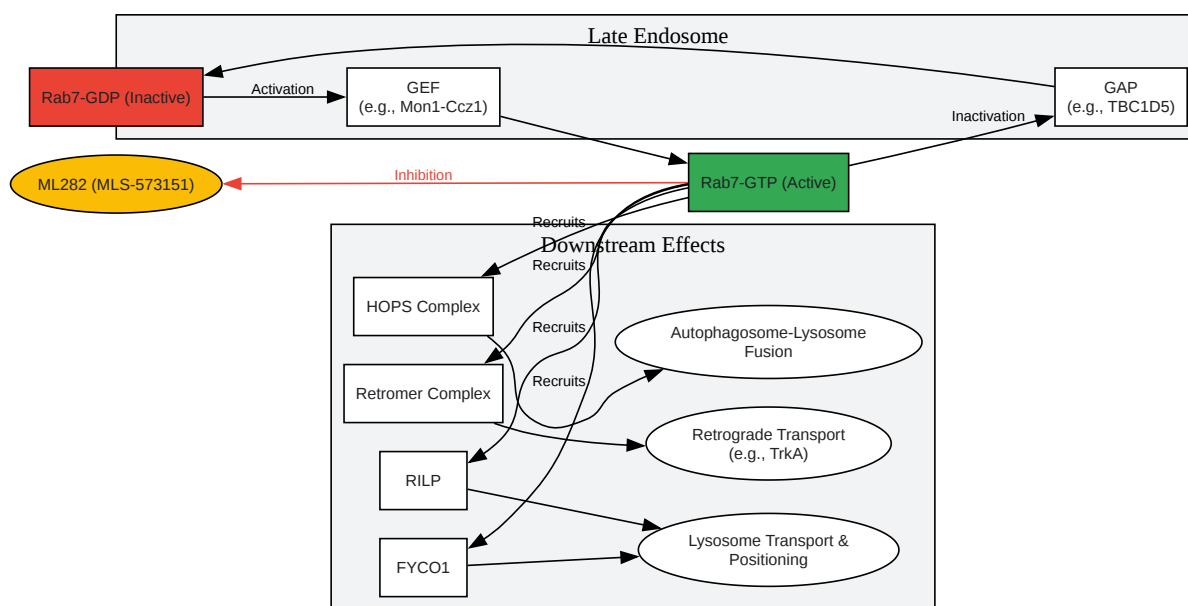 Late Endosome
Rab7-GDP (Inactive)
Activation
GEF
(e.g., Mon1-Ccz1)
GAP
(e.g., TBC1D5)
Inactivation
ML282 (MLS-573151)
Inhibition
Rab7-GTP (Active)
Recruits
Downstream Effects
Recruits
HOPS Complex
Recruits
Autophagosome-Lysosome
Fusion
Recruits
Retromer Complex
Retrograde Transport
(e.g., TrkA)
RILP
Lysosome Transport &
Positioning
FYCO1